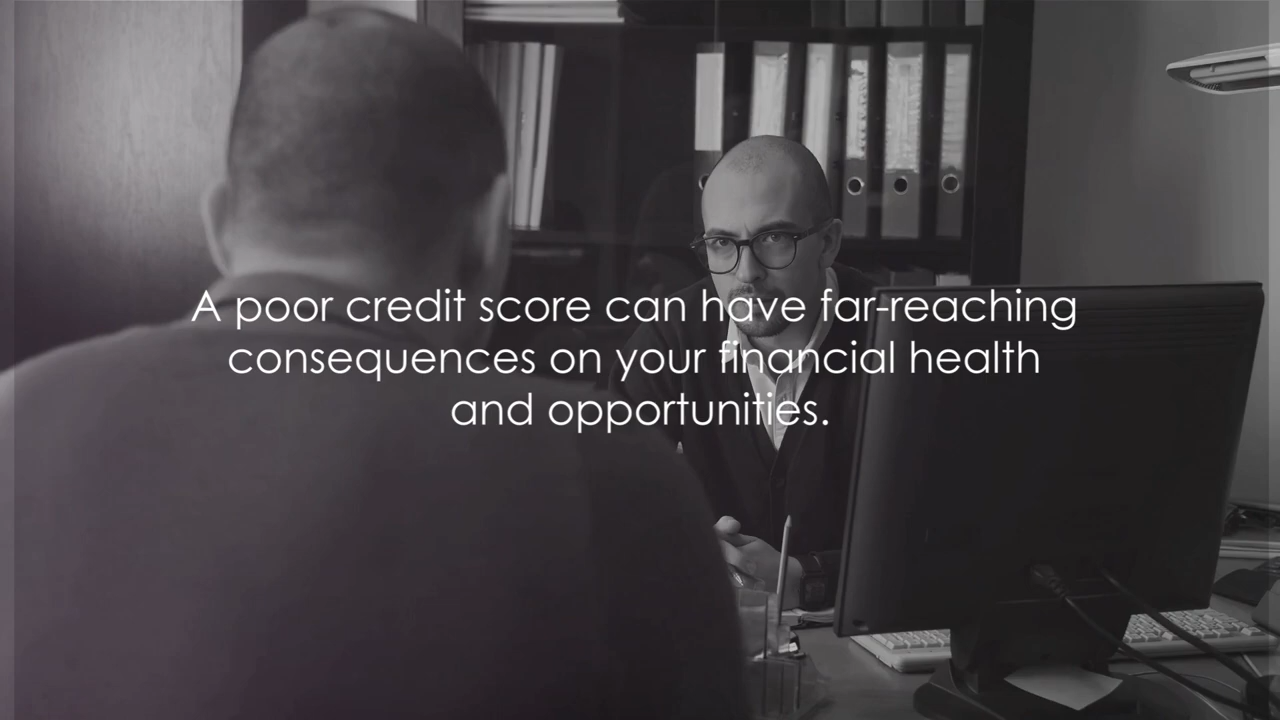 A poor credit score can have far-reaching
consequences on your financial health
and opportunities.